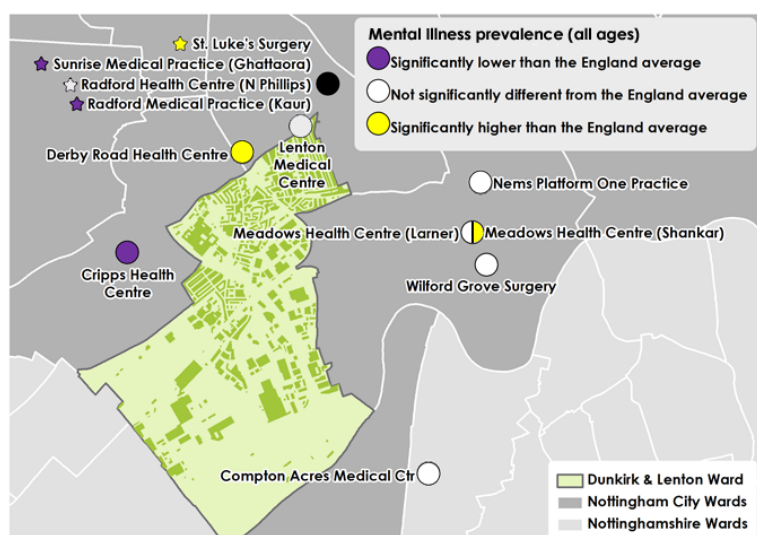 Mental Illness prevalence (all ages)
Significantly lower than the England average
Not significantly different from the England average
Significantly higher than the England average
St. Luke's Surgery
Sunrise Medical Practice (Ghattaora)
Radford Health Centre (N Phillips)
Radford Medical Practice (Kaur)
Derby Road Health Centre
Lenton
Medical
Centre
Nems Platform One Practice
Meadows Health Centre (Larner)
Meadows Health Centre (Shankar)
Cripps Health
Centre
Wilford Grove Surgery
Compton Acres Medical Ctr
Dunkirk & Lenton Ward
Nottingham City Wards
Nottinghamshire Wards